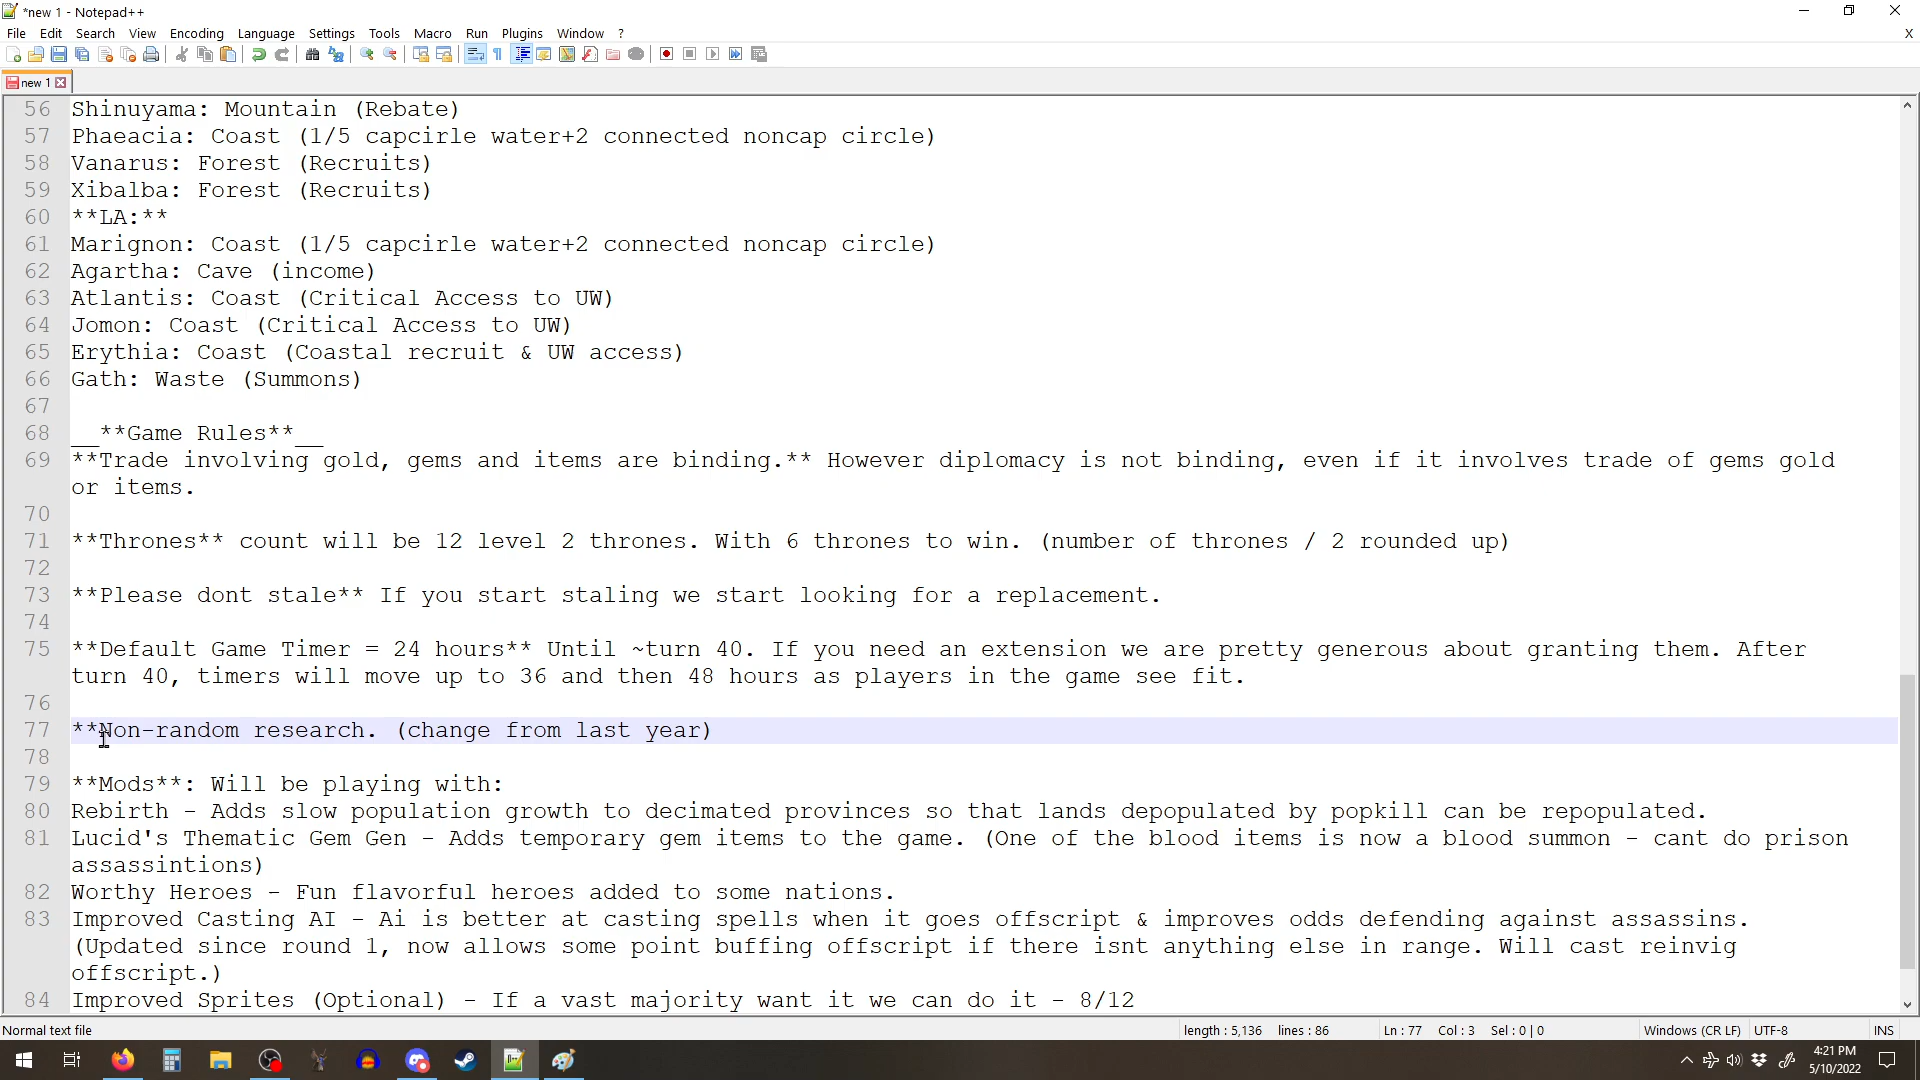 *new 1 - Notepad++
File Edit Search View Encoding Language Settings Tools Macro Run Plugins Window ? X
new 1
56 Shinuyama: Mountain (Rebate)
57 Phaeacia: Coast (1/5 capcirle water+2 connected noncap circle)
58 Vanarus: Forest (Recruits)
59 Xibalba: Forest (Recruits)
60 **LA:**
61 Marignon: Coast (1/5 capcirle water+2 connected noncap circle)
62 Agartha: Cave (income)
63 Atlantis: Coast (Critical Access to UW)
64 Jomon: Coast (Critical Access to UW)
65 Erythia: Coast (Coastal recruit & UW access)
66 Gath: Waste (Summons)
67
68 __**Game Rules**__
69 **Trade involving gold, gems and items are binding.** However diplomacy is not binding, even if it involves trade of gems gold
or items.
70
71 **Thrones** count will be 12 level 2 thrones. With 6 thrones to win. (number of thrones / 2 rounded up)
72
73 **Please dont stale** If you start staling we start looking for a replacement.
74
75 **Default Game Timer = 24 hours** Until ~turn 40. If you need an extension we are pretty generous about granting them. After
turn 40, timers will move up to 36 and then 48 hours as players in the game see fit.
76
77 **Non-random research. (change from last year)
78
79 **Mods**: Will be playing with:
80 Rebirth - Adds slow population growth to decimated provinces so that lands depopulated by popkill can be repopulated.
81 Lucid's Thematic Gem Gen - Adds temporary gem items to the game. (One of the blood items is now a blood summon - cant do prison
assassintions)
82 Worthy Heroes - Fun flavorful heroes added to some nations.
83 Improved Casting AI - Ai is better at casting spells when it goes offscript & improves odds defending against assassins.
(Updated since round 1, now allows some point buffing offscript if there isnt anything else in range. Will cast reinvig
offscript.)
84 Improved Sprites (Optional) - If a vast majority want it we can do it - 8/12
Normal text file length : 5,136 lines : 86 Ln : 77 Col : 3 Sel : 0 | 0 Windows (CR LF) UTF-8 INS
4:21 PM
5/10/2022